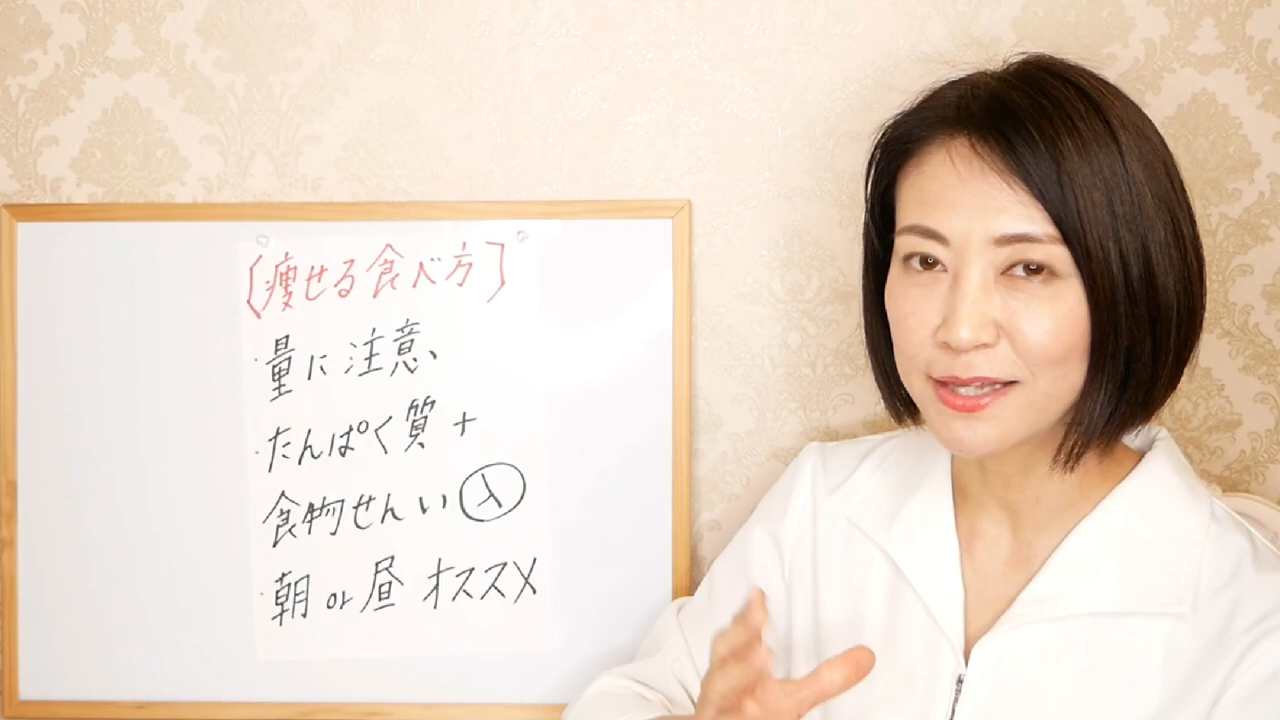 [痩せる食べ方]
・量に注意、
・たんぱく質+
食物せんい入
・朝or昼 オススメ